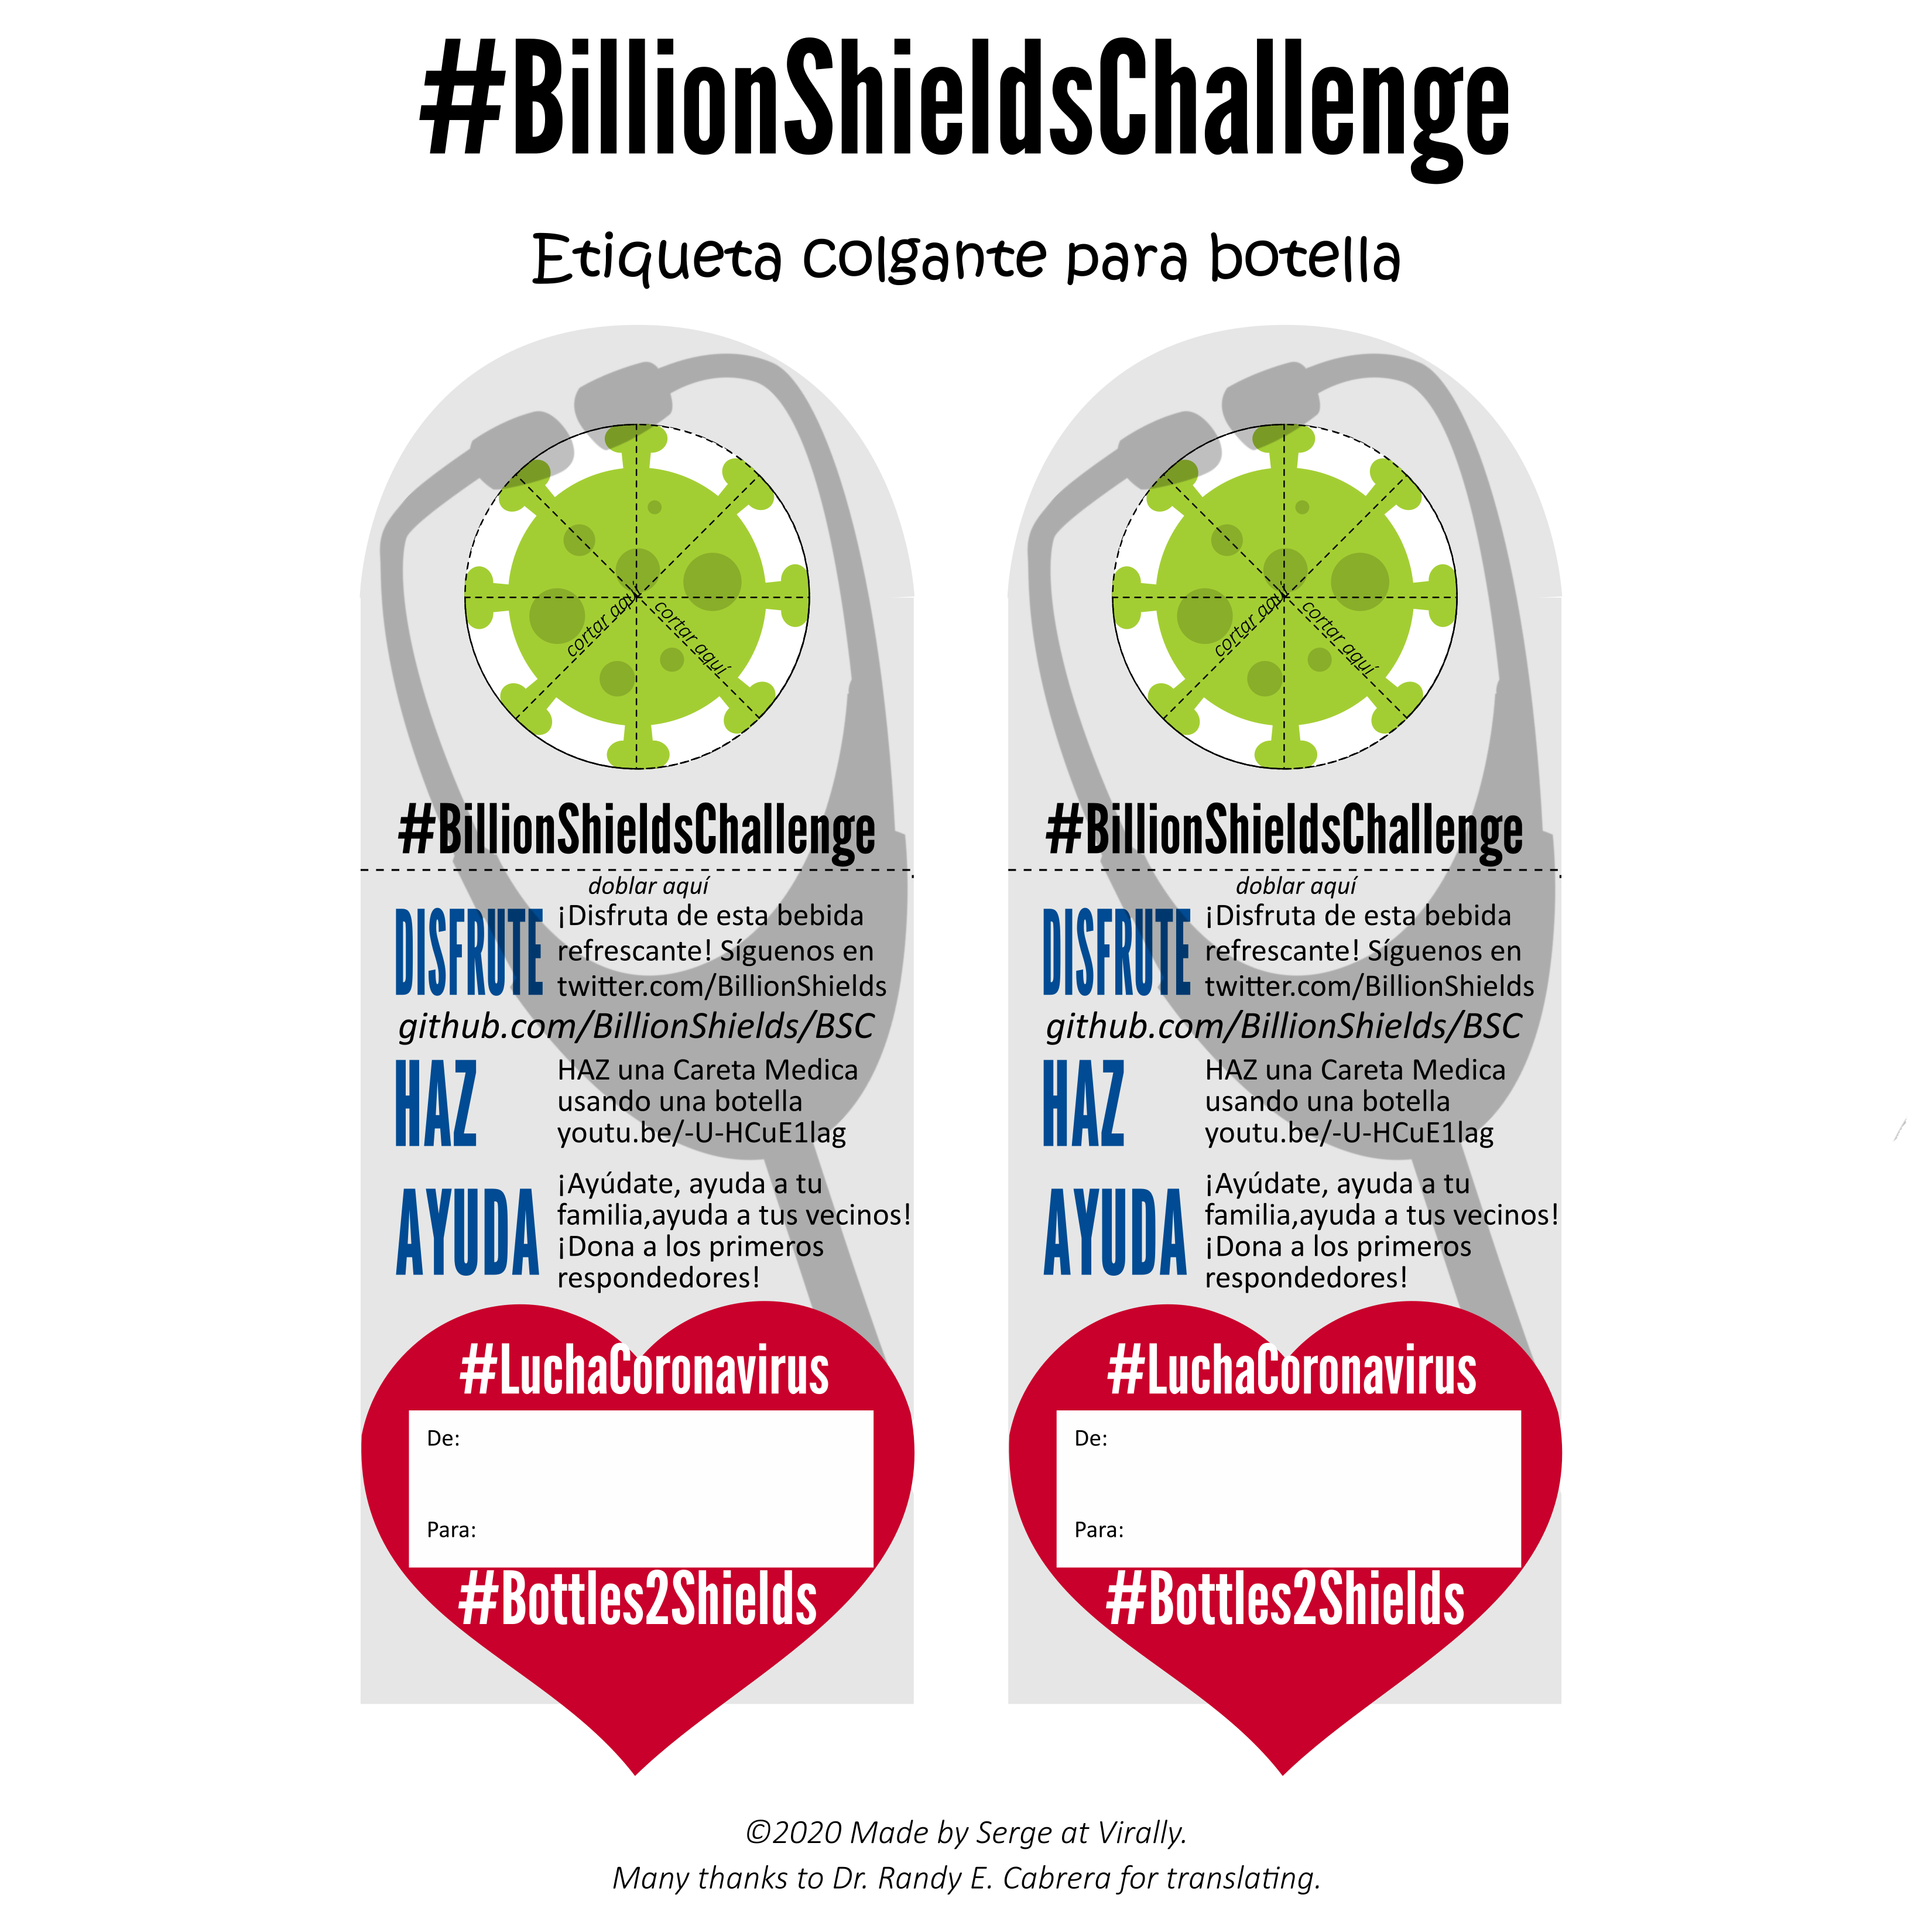 #BillionShieldsChallenge
Etiqueta colgante para botella
cortar aquí
cortar aquí
#BillionShieldsChallenge
doblar aquí
DISFRUTE
¡Disfruta de esta bebida
refrescante! Síguenos en
twitter.com/BillionShields
github.com/BillionShields/BSC
HAZ
HAZ una Careta Medica
usando una botella
youtu.be/-U-HCuE1lag
AYUDA
¡Ayúdate, ayuda a tu
familia,ayuda a tus vecinos!
¡Dona a los primeros
respondedores!
#LuchaCoronavirus
De:
Para:
#Bottles2Shields
cortar aquí
cortar aquí
#BillionShieldsChallenge
doblar aquí
DISFRUTE
¡Disfruta de esta bebida
refrescante! Síguenos en
twitter.com/BillionShields
github.com/BillionShields/BSC
HAZ
HAZ una Careta Medica
usando una botella
youtu.be/-U-HCuE1lag
AYUDA
¡Ayúdate, ayuda a tu
familia,ayuda a tus vecinos!
¡Dona a los primeros
respondedores!
#LuchaCoronavirus
De:
Para:
#Bottles2Shields
©2020 Made by Serge at Virally.
Many thanks to Dr. Randy E. Cabrera for translating.